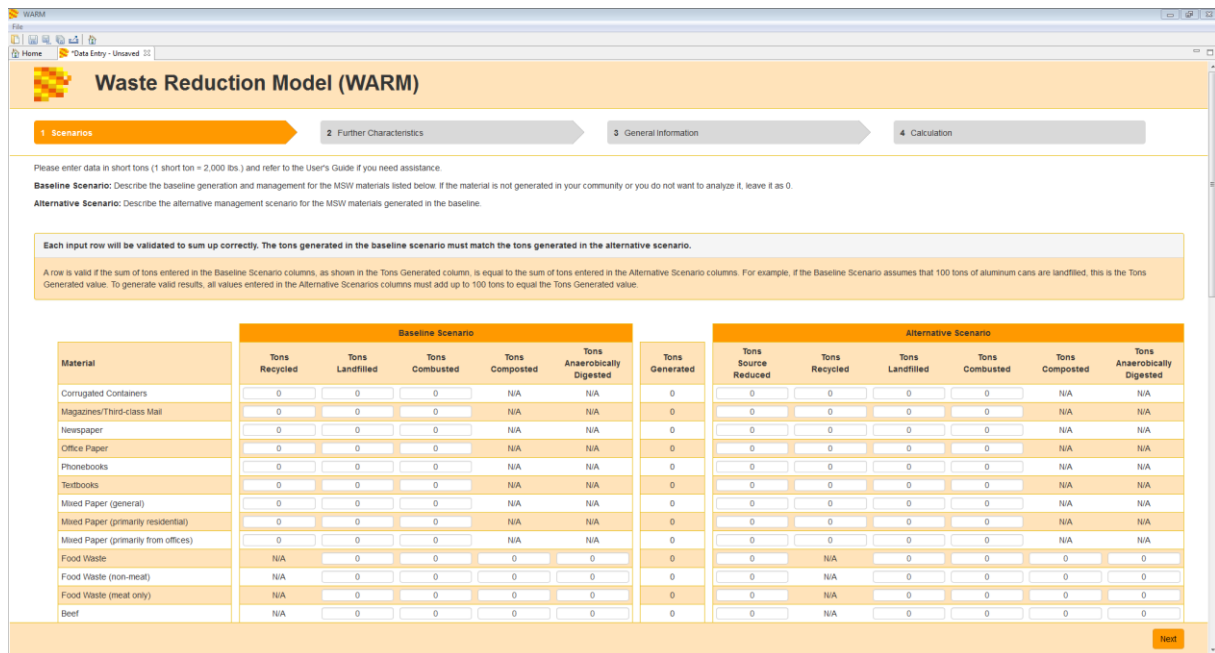 WARM
File
Home *Data Entry - Unsaved
Waste Reduction Model (WARM)
1 Scenarios 2 Further Characteristics 3 General Information 4 Calculation
Please enter data in short tons (1 short ton = 2,000 lbs.) and refer to the User's Guide if you need assistance.
Baseline Scenario: Describe the baseline generation and management for the MSW materials listed below. If the material is not generated in your community or you do not want to analyze it, leave it as 0.
Alternative Scenario: Describe the alternative management scenario for the MSW materials generated in the baseline.
Each input row will be validated to sum up correctly. The tons generated in the baseline scenario must match the tons generated in the alternative scenario.
A row is valid if the sum of tons entered in the Baseline Scenario columns, as shown in the Tons Generated column, is equal to the sum of tons entered in the Alternative Scenario columns. For example, if the Baseline Scenario assumes that 100 tons of aluminum cans are landfilled, this is the Tons
Generated value. To generate valid results, all values entered in the Alternative Scenarios columns must add up to 100 tons to equal the Tons Generated value.
Baseline Scenario Alternative Scenario
Material Tons Recycled Tons Landfilled Tons Combusted Tons Composted Tons Anaerobically Digested Tons Generated Tons Source Reduced Tons Recycled Tons Landfilled Tons Combusted Tons Composted Tons Anaerobically Digested
Corrugated Containers 0 0 0 N/A N/A 0 0 0 0 0 N/A N/A
Magazines/Third-class Mail 0 0 0 N/A N/A 0 0 0 0 0 N/A N/A
Newspaper 0 0 0 N/A N/A 0 0 0 0 0 N/A N/A
Office Paper 0 0 0 N/A N/A 0 0 0 0 0 N/A N/A
Phonebooks 0 0 0 N/A N/A 0 0 0 0 0 N/A N/A
Textbooks 0 0 0 N/A N/A 0 0 0 0 0 N/A N/A
Mixed Paper (general) 0 0 0 N/A N/A 0 0 0 0 0 N/A N/A
Mixed Paper (primarily residential) 0 0 0 N/A N/A 0 0 0 0 0 N/A N/A
Mixed Paper (primarily from offices) 0 0 0 N/A N/A 0 0 0 0 0 N/A N/A
Food Waste N/A 0 0 0 0 0 0 N/A 0 0 0 0
Food Waste (non-meat) N/A 0 0 0 0 0 0 N/A 0 0 0 0
Food Waste (meat only) N/A 0 0 0 0 0 0 N/A 0 0 0 0
Beef N/A 0 0 0 0 0 0 N/A 0 0 0 0
Next